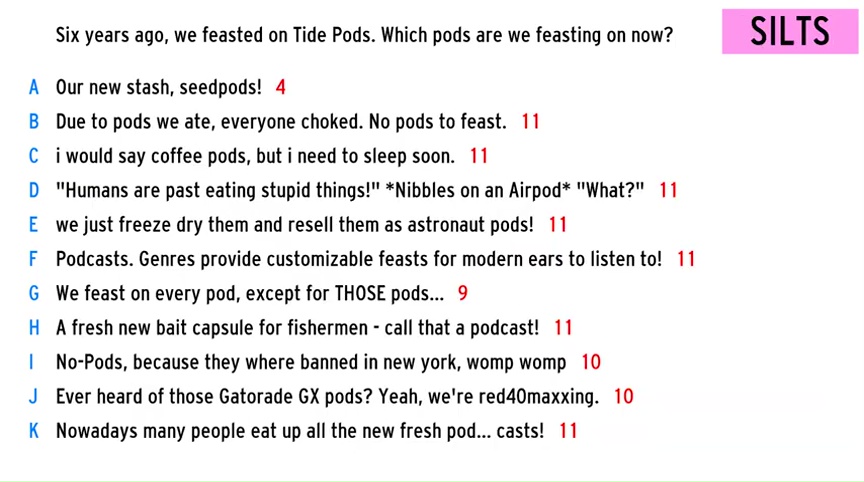 Six years ago, we feasted on Tide Pods. Which pods are we feasting on now?
SILTS
A Our new stash, seedpods! 4
B Due to pods we ate, everyone choked. No pods to feast. 11
C i would say coffee pods, but i need to sleep soon. 11
D "Humans are past eating stupid things!" *Nibbles on an Airpod* "What?" 11
E we just freeze dry them and resell them as astronaut pods! 11
F Podcasts. Genres provide customizable feasts for modern ears to listen to! 11
G We feast on every pod, except for THOSE pods... 9
H A fresh new bait capsule for fishermen - call that a podcast! 11
I No-Pods, because they where banned in new york, womp womp 10
J Ever heard of those Gatorade GX pods? Yeah, we're red40maxxing. 10
K Nowadays many people eat up all the new fresh pod... casts! 11